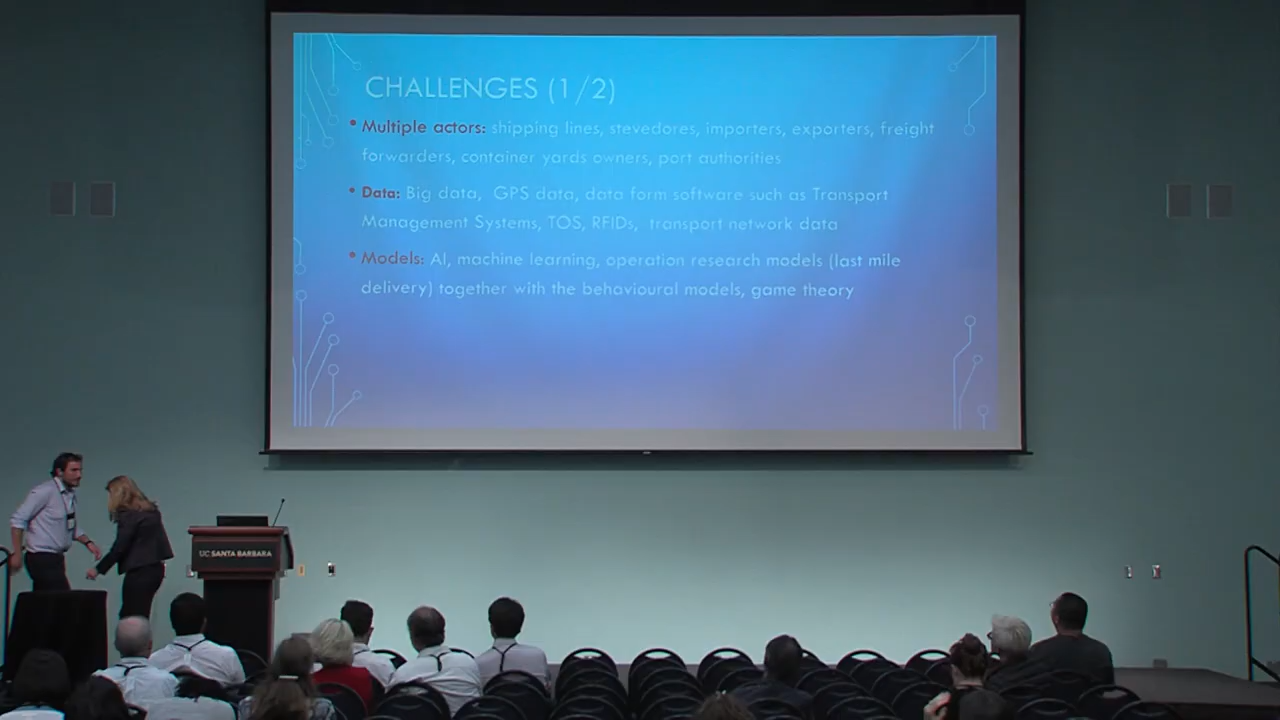 CHALLENGES (1/2)
• Multiple actors: shipping lines, stevedores, importers, exporters, freight
forwarders, container yards owners, port authorities
• Data: Big data, GPS data, data form software such as Transport
Management Systems, TOS, RFIDs, transport network data
• Models: AI, machine learning, operation research models (last mile
delivery) together with the behavioural models, game theory
UC SANTA BARBARA